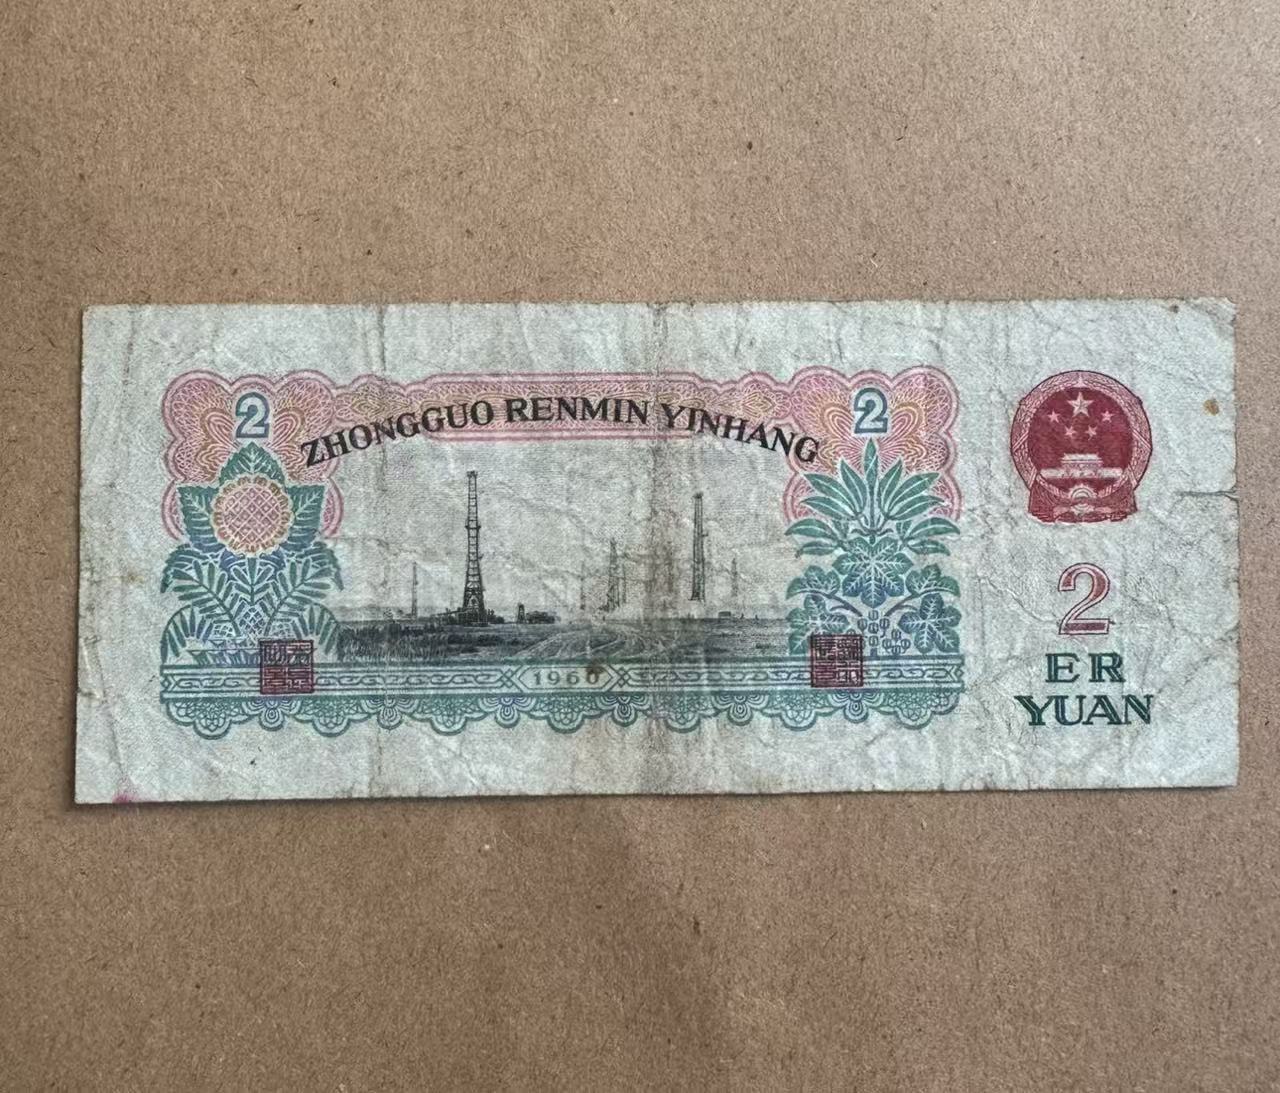 2
ZHONGGUO RENMIN YINHANG
2
1960
2
ER
YUAN